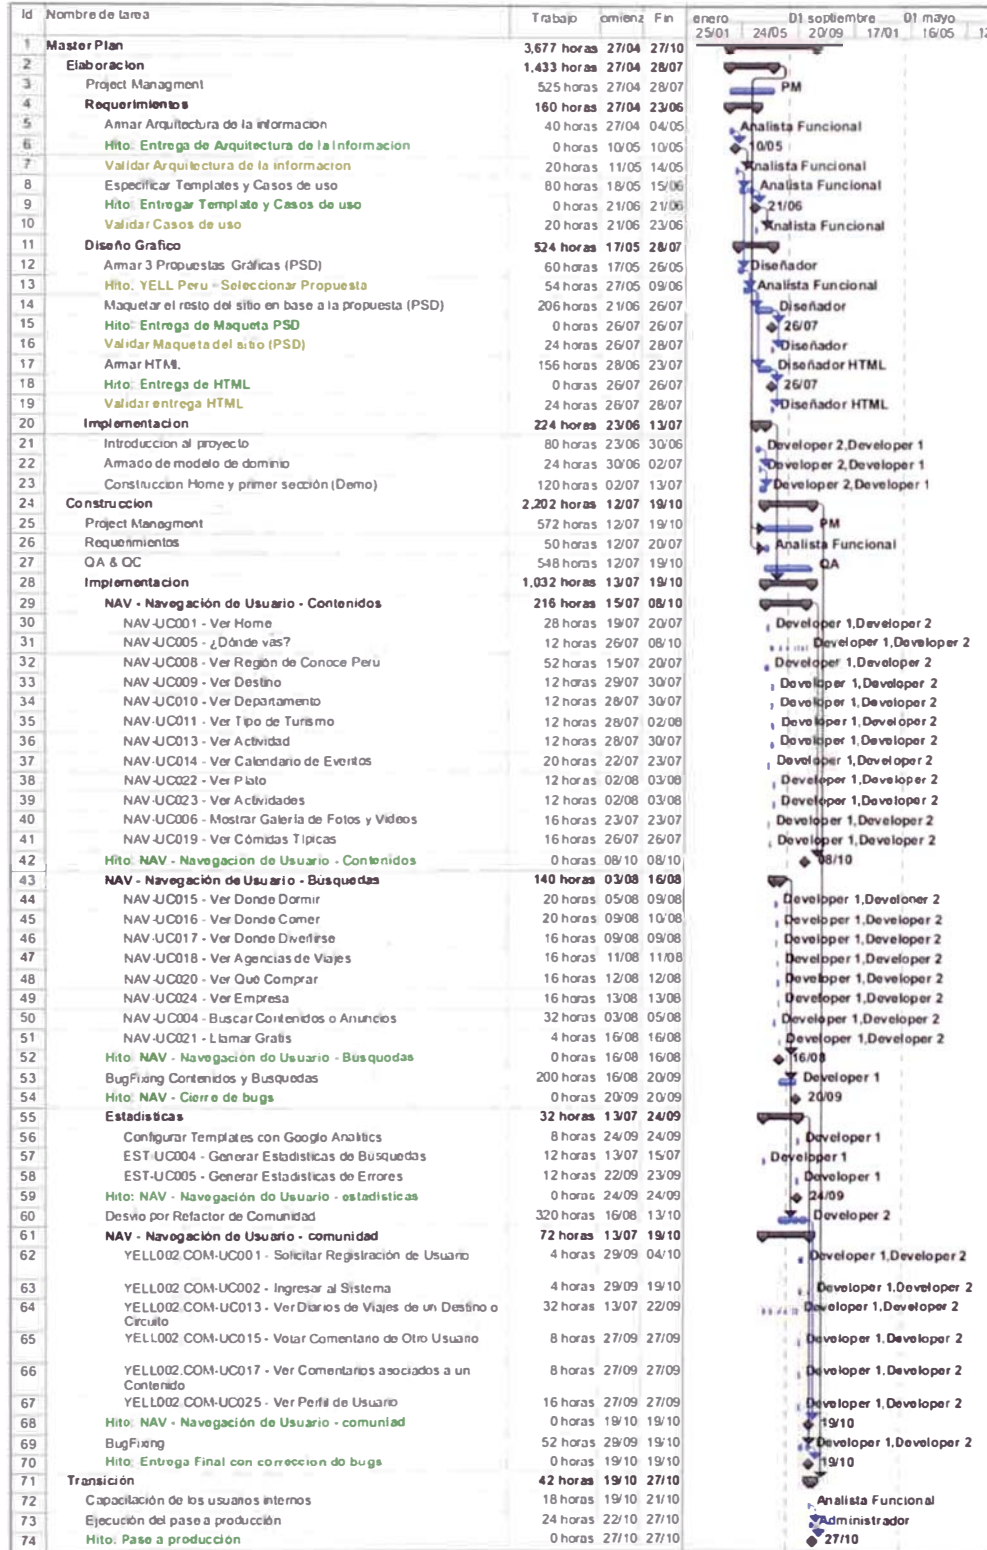 Id Nombre de tarea Trabajo omienz Fin enero 01 septiembre 01 mayo
25/01 24/05 20/09 17/01 16/05 12
1 Master Plan 3,677 horas 27/04 27/10
2 Elaboracion 1,433 horas 27/04 28/07
3 Project Managment 525 horas 27/04 28/07 PM
4 Requerimientos 160 horas 27/04 23/06
5 Armar Arquitectura de la informacion 40 horas 27/04 04/05 Analista Funcional
6 Hito: Entrega de Arquitectura de la Informacion 0 horas 10/05 10/05 10/05
7 Validar Arquitectura de la informacion 20 horas 11/05 14/05 Analista Funcional
8 Especificar Templates y Casos de uso 80 horas 18/05 15/06 Analista Funcional
9 Hito: Entregar Template y Casos de uso 0 horas 21/06 21/06 21/06
10 Validar Casos de uso 20 horas 21/06 23/06 Analista Funcional
11 Diseño Grafico 524 horas 17/05 28/07
12 Armar 3 Propuestas Gráficas (PSD) 60 horas 17/05 26/05 Diseñador
13 Hito: YELL Peru - Seleccionar Propuesta 54 horas 27/05 09/06 Analista Funcional
14 Maquetar el resto del sitio en base a la propuesta (PSD) 206 horas 21/06 26/07 Diseñador
15 Hito: Entrega de Maqueta PSD 0 horas 26/07 26/07 26/07
16 Validar Maqueta del sitio (PSD) 24 horas 26/07 28/07 Diseñador
17 Armar HTML 156 horas 28/06 23/07 Diseñador HTML
18 Hito: Entrega de HTML 0 horas 26/07 26/07 26/07
19 Validar entrega HTML 24 horas 26/07 28/07 Diseñador HTML
20 Implementacion 224 horas 23/06 13/07
21 Introduccion al proyecto 80 horas 23/06 30/06 Developer 2,Developer 1
22 Armado de modelo de dominio 24 horas 30/06 02/07 Developer 2,Developer 1
23 Construccion Home y primer sección (Demo) 120 horas 02/07 13/07 Developer 2,Developer 1
24 Construccion 2,202 horas 12/07 19/10
25 Project Managment 572 horas 12/07 19/10 PM
26 Requerimientos 50 horas 12/07 20/07 Analista Funcional
27 QA & QC 548 horas 12/07 19/10 QA
28 Implementacion 1,032 horas 13/07 19/10
29 NAV - Navegación de Usuario - Contenidos 216 horas 15/07 08/10
30 NAV-UC001 - Ver Home 28 horas 19/07 20/07 Developer 1,Developer 2
31 NAV-UC005 - ¿Dónde vas? 12 horas 26/07 08/10 Developer 1,Developer 2
32 NAV-UC008 - Ver Región de Conoce Perú 52 horas 15/07 20/07 Developer 1,Developer 2
33 NAV-UC009 - Ver Destino 12 horas 29/07 30/07 Developer 1,Developer 2
34 NAV-UC010 - Ver Departamento 12 horas 28/07 30/07 Developer 1,Developer 2
35 NAV-UC011 - Ver Tipo de Turismo 12 horas 28/07 02/08 Developer 1,Developer 2
36 NAV-UC013 - Ver Actividad 12 horas 28/07 30/07 Developer 1,Developer 2
37 NAV-UC014 - Ver Calendario de Eventos 20 horas 22/07 23/07 Developer 1,Developer 2
38 NAV-UC022 - Ver Plato 12 horas 02/08 03/08 Developer 1,Developer 2
39 NAV-UC023 - Ver Actividades 12 horas 02/08 03/08 Developer 1,Developer 2
40 NAV-UC006 - Mostrar Galería de Fotos y Videos 16 horas 23/07 23/07 Developer 1,Developer 2
41 NAV-UC019 - Ver Cómidas Típicas 16 horas 26/07 26/07 Developer 1,Developer 2
42 Hito: NAV - Navegación de Usuario - Contenidos 0 horas 08/10 08/10 08/10
43 NAV - Navegación de Usuario - Búsquedas 140 horas 03/08 16/08
44 NAV-UC015 - Ver Donde Dormir 20 horas 05/08 09/08 Developer 1,Developer 2
45 NAV-UC016 - Ver Donde Comer 20 horas 09/08 10/08 Developer 1,Developer 2
46 NAV-UC017 - Ver Donde Divertirse 16 horas 09/08 09/08 Developer 1,Developer 2
47 NAV-UC018 - Ver Agencias de Viajes 16 horas 11/08 11/08 Developer 1,Developer 2
48 NAV-UC020 - Ver Qué Comprar 16 horas 12/08 12/08 Developer 1,Developer 2
49 NAV-UC024 - Ver Empresa 16 horas 13/08 13/08 Developer 1,Developer 2
50 NAV-UC004 - Buscar Contenidos o Anuncios 32 horas 03/08 05/08 Developer 1,Developer 2
51 NAV-UC021 - Llamar Gratis 4 horas 16/08 16/08 Developer 1,Developer 2
52 Hito: NAV - Navegación de Usuario - Búsquedas 0 horas 16/08 16/08 16/08
53 BugFixing Contenidos y Busquedas 200 horas 16/08 20/09 Developer 1
54 Hito: NAV - Cierre de bugs 0 horas 20/09 20/09 20/09
55 Estadísticas 32 horas 13/07 24/09
56 Configurar Templates con Google Analitics 8 horas 24/09 24/09 Developer 1
57 EST-UC004 - Generar Estadisticas de Búsquedas 12 horas 13/07 15/07 Developer 1
58 EST-UC005 - Generar Estadisticas de Errores 12 horas 22/09 23/09 Developer 1
59 Hito: NAV - Navegación de Usuario - estadísticas 0 horas 24/09 24/09 24/09
60 Desvio por Refactor de Comunidad 320 horas 16/08 13/10 Developer 2
61 NAV - Navegación de Usuario - comunidad 72 horas 13/07 19/10
62 YELL002.COM-UC001 - Solicitar Registración de Usuario 4 horas 29/09 04/10 Developer 1,Developer 2
63 YELL002.COM-UC002 - Ingresar al Sistema 4 horas 29/09 19/10 Developer 1,Developer 2
64 YELL002.COM-UC013 - Ver Diarios de Viajes de un Destino o 32 horas 13/07 22/09 Developer 1,Developer 2
Circuito
65 YELL002.COM-UC015 - Votar Comentario de Otro Usuario 8 horas 27/09 27/09 Developer 1,Developer 2
66 YELL002.COM-UC017 - Ver Comentarios asociados a un 8 horas 27/09 27/09 Developer 1,Developer 2
Contenido
67 YELL002.COM-UC025 - Ver Perfil de Usuario 16 horas 27/09 27/09 Developer 1,Developer 2
68 Hito: NAV - Navegación de Usuario - comuniad 0 horas 19/10 19/10 19/10
69 BugFixing 52 horas 29/09 19/10 Developer 1,Developer 2
70 Hito: Entrega Final con correccion de bugs 0 horas 19/10 19/10 19/10
71 Transición 42 horas 19/10 27/10
72 Capacitación de los usuarios internos 18 horas 19/10 21/10 Analista Funcional
73 Ejecución del pase a producción 24 horas 22/10 27/10 Administrador
74 Hito: Pase a producción 0 horas 27/10 27/10 27/10